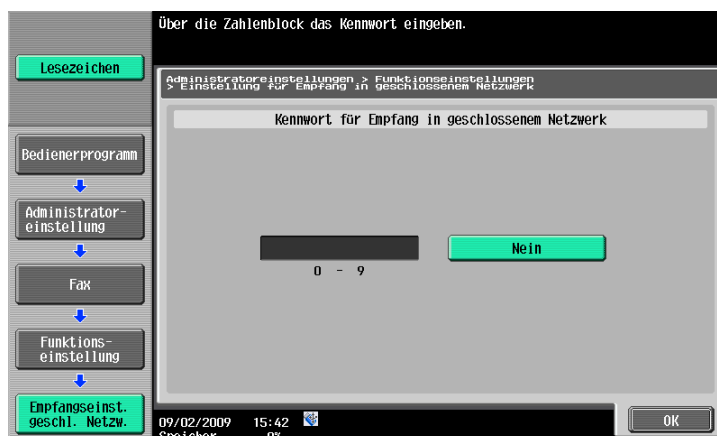 Über die Zahlenblock das Kennwort eingeben.
Lesezeichen
Administratoreinstellungen > Funktionseinstellungen
> Einstellung für Empfang in geschlossenem Netzwerk
Kennwort für Empfang in geschlossenem Netzwerk
Bedienerprogramm
Administrator-
einstellung
Nein
0 - 9
Fax
Funktions-
einstellung
Empfangseinst.
geschl. Netzw.
09/02/2009 15:42
Speicher 0%
OK